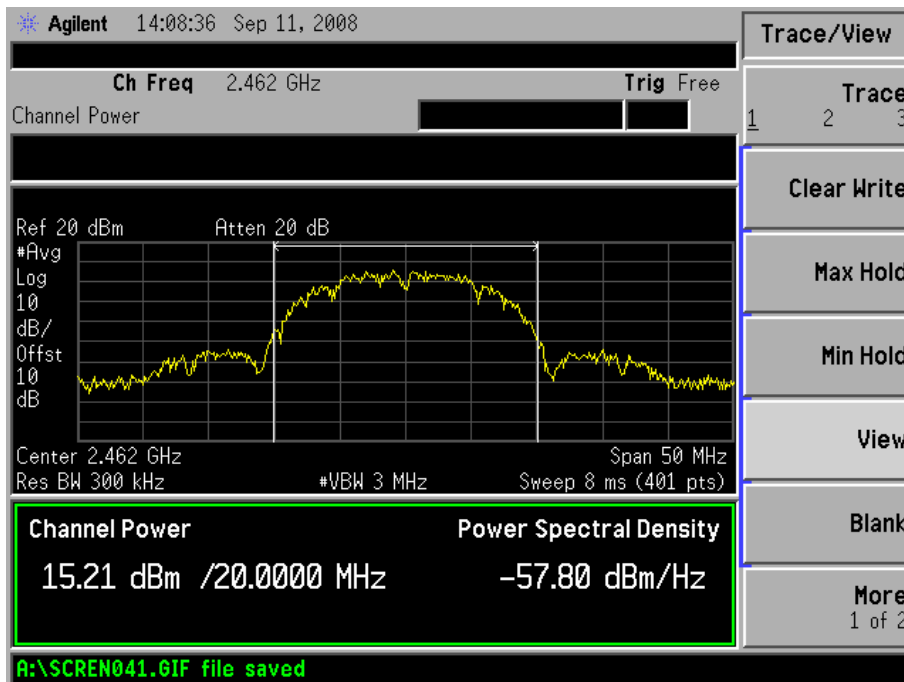 Agilent 14:08:36 Sep 11, 2008
Trace/View
Ch Freq 2.462 GHz Trig Free
Channel Power
Trace
1 2 3
Clear Write
Max Hold
Min Hold
View
Blank
More
1 of 2
Ref 20 dBm Atten 20 dB
#Avg
Log
10
dB/
Offst
10
dB
Center 2.462 GHz Span 50 MHz
Res BW 300 kHz #VBW 3 MHz Sweep 8 ms (401 pts)
Channel Power Power Spectral Density
15.21 dBm /20.0000 MHz -57.80 dBm/Hz
A:\SCREN041.GIF file saved